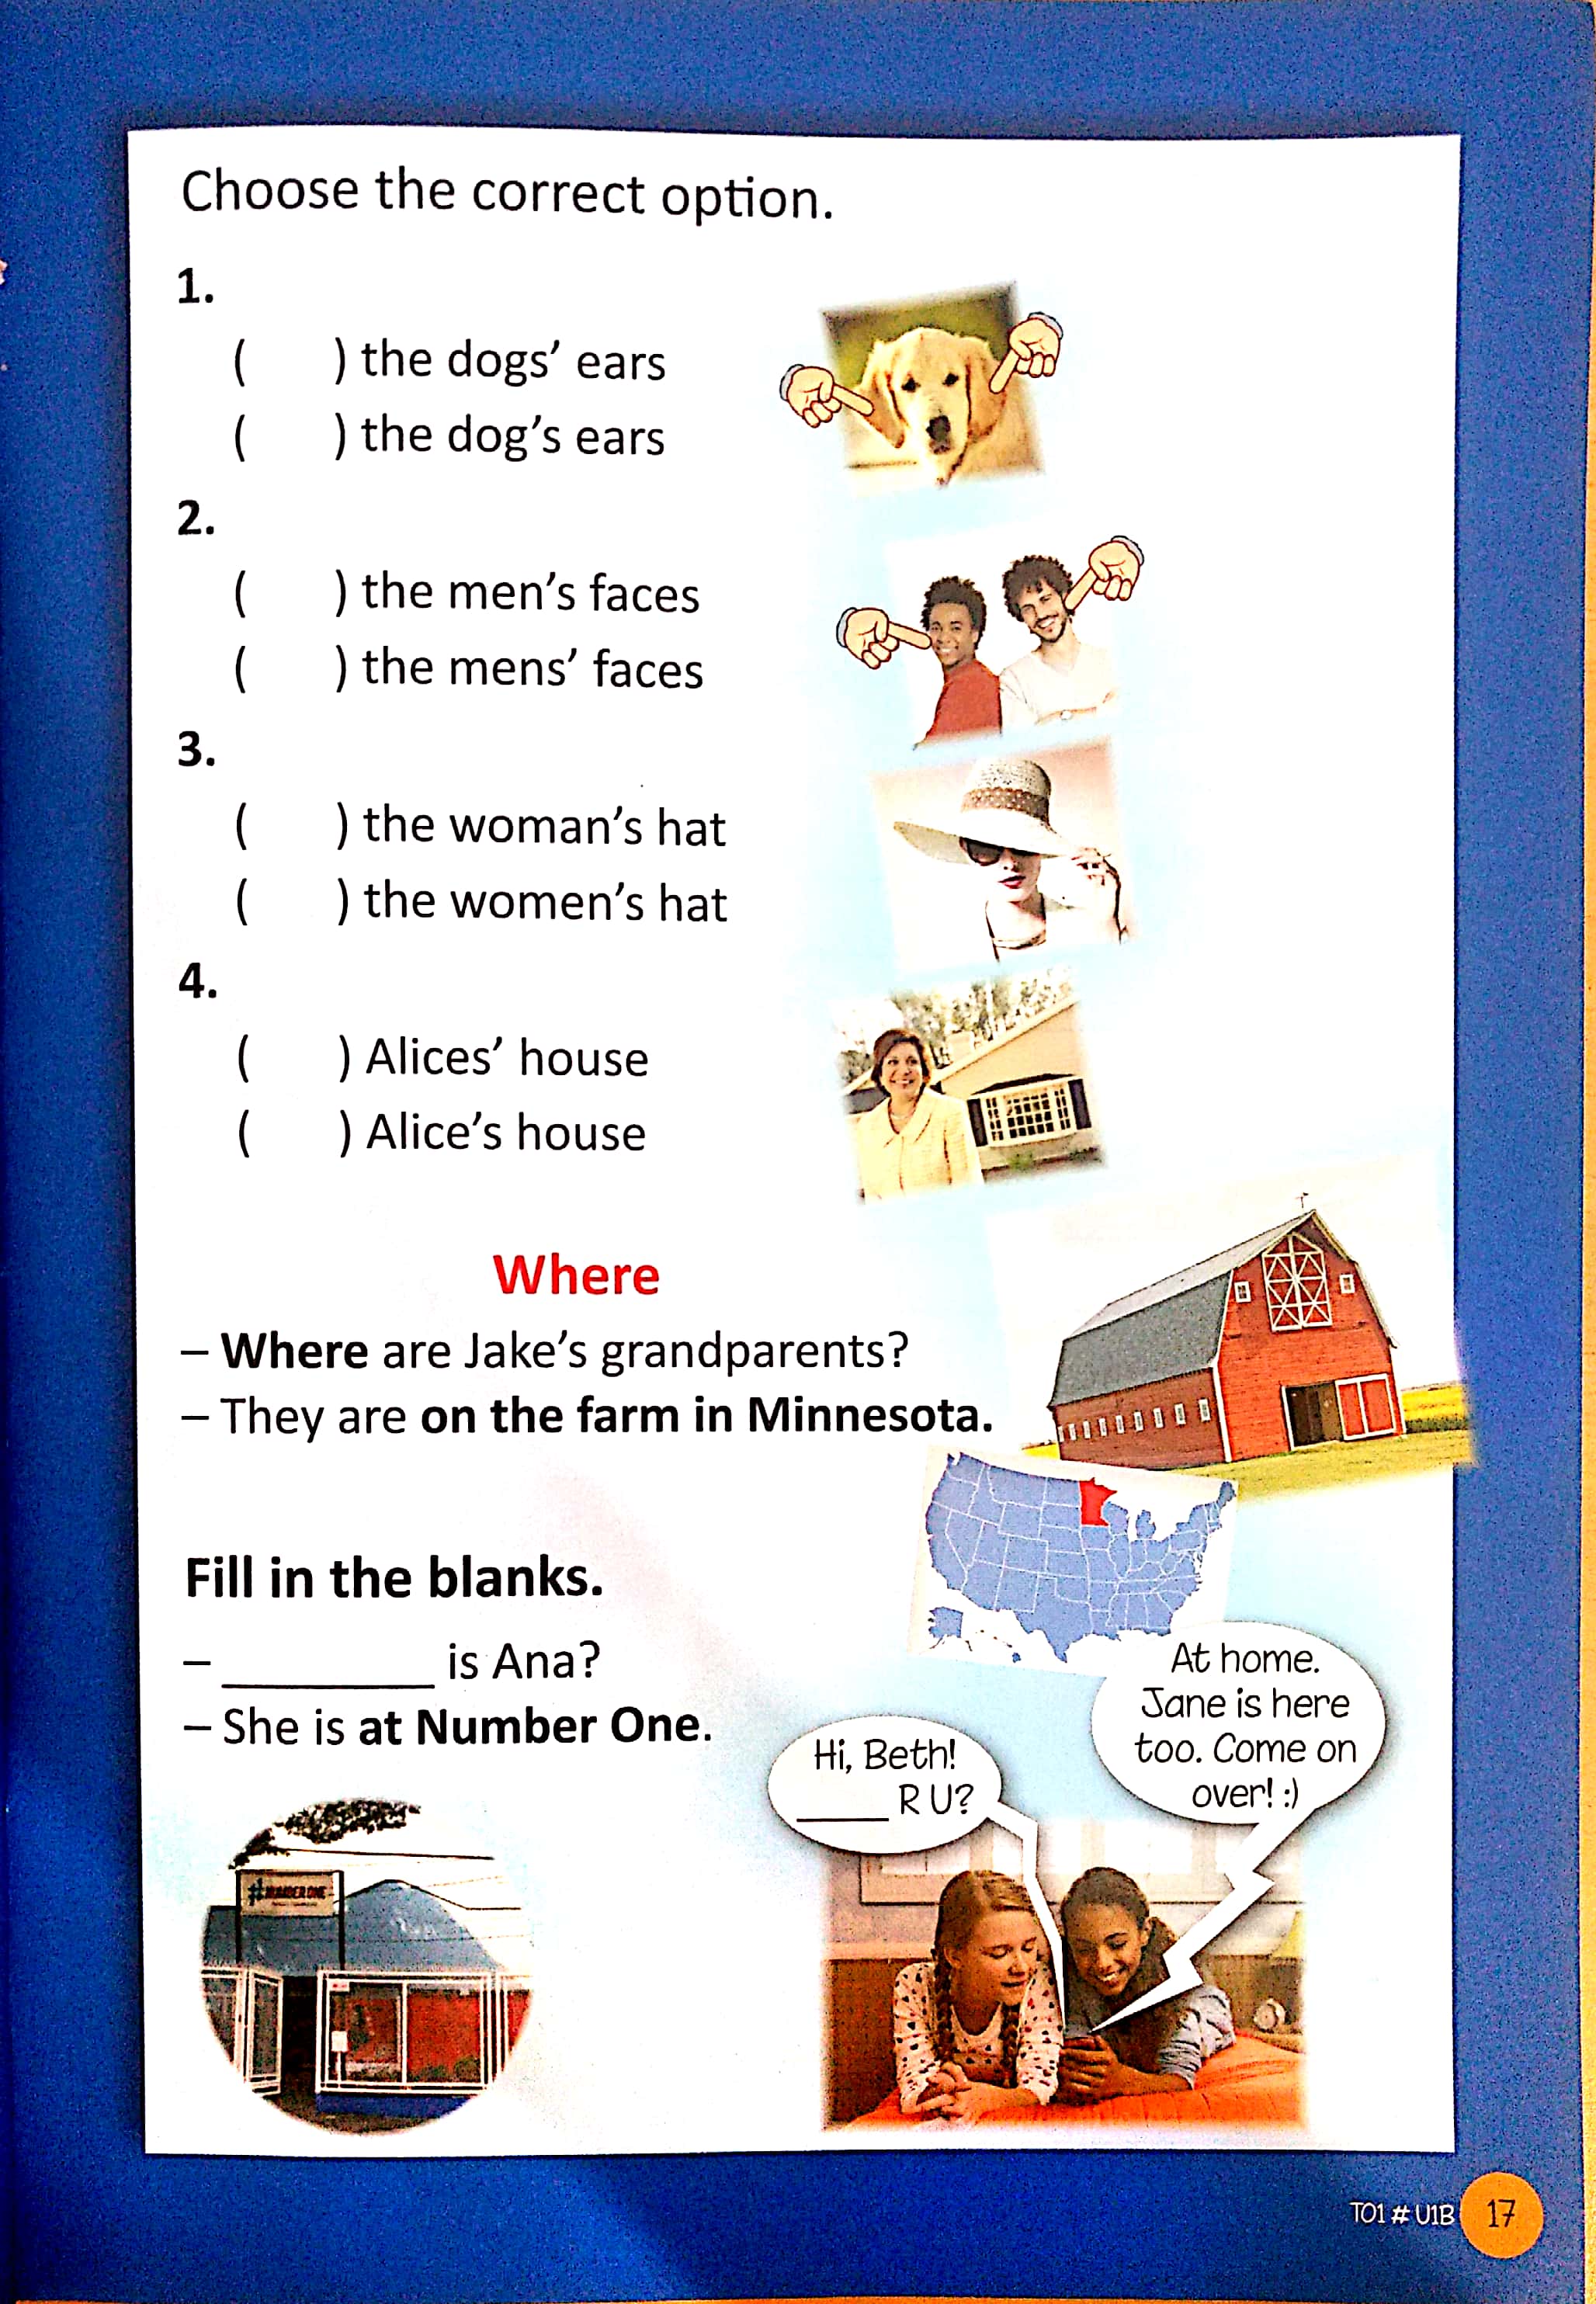 Choose the correct option.
1.
( ) the dogs’ ears
( ) the dog’s ears
2.
( ) the men’s faces
( ) the mens’ faces
3.
( ) the woman’s hat
( ) the women’s hat
4.
( ) Alices’ house
( ) Alice’s house
Where
– Where are Jake’s grandparents?
– They are on the farm in Minnesota.
Fill in the blanks.
– ________ is Ana?
– She is at Number One.
Hi, Beth!
____ R U?
At home.
Jane is here
too. Come on
over! :)
# NUMBER ONE
TO1 # U1B 17